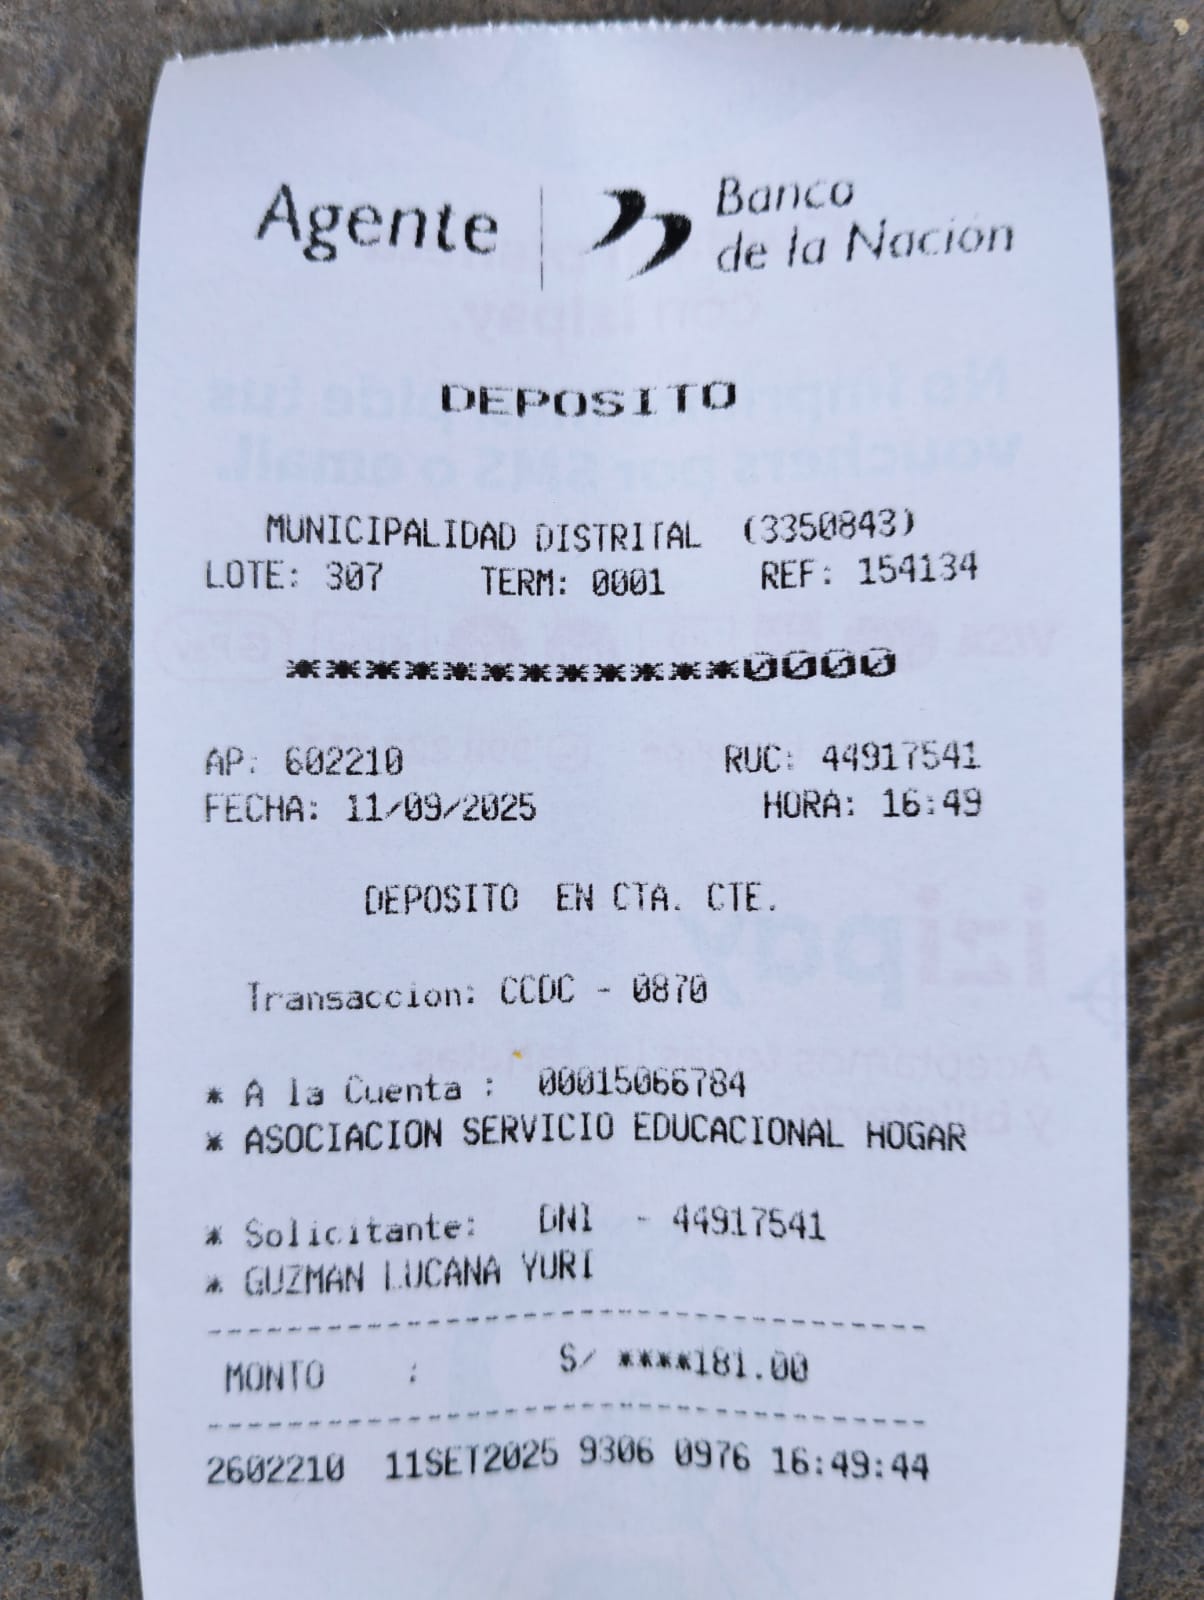 Agente
Banco
de la Nación
DEPOSITO
MUNICIPALIDAD DISTRITAL (3350843)
LOTE: 307 TERM: 0001 REF: 154134
************0000
AP: 602210 RUC: 44917541
FECHA: 11/09/2025 HORA: 16:49
DEPOSITO EN CTA. CTE.
Transaccion: CCDC - 0870
* A la Cuenta : 00015066784
* ASOCIACION SERVICIO EDUCACIONAL HOGAR
* Solicitante: DNI - 44917541
* GUZMAN LUCANA YURI
MONTO : S/ ****181.00
2602210 11SET2025 9306 0976 16:49:44